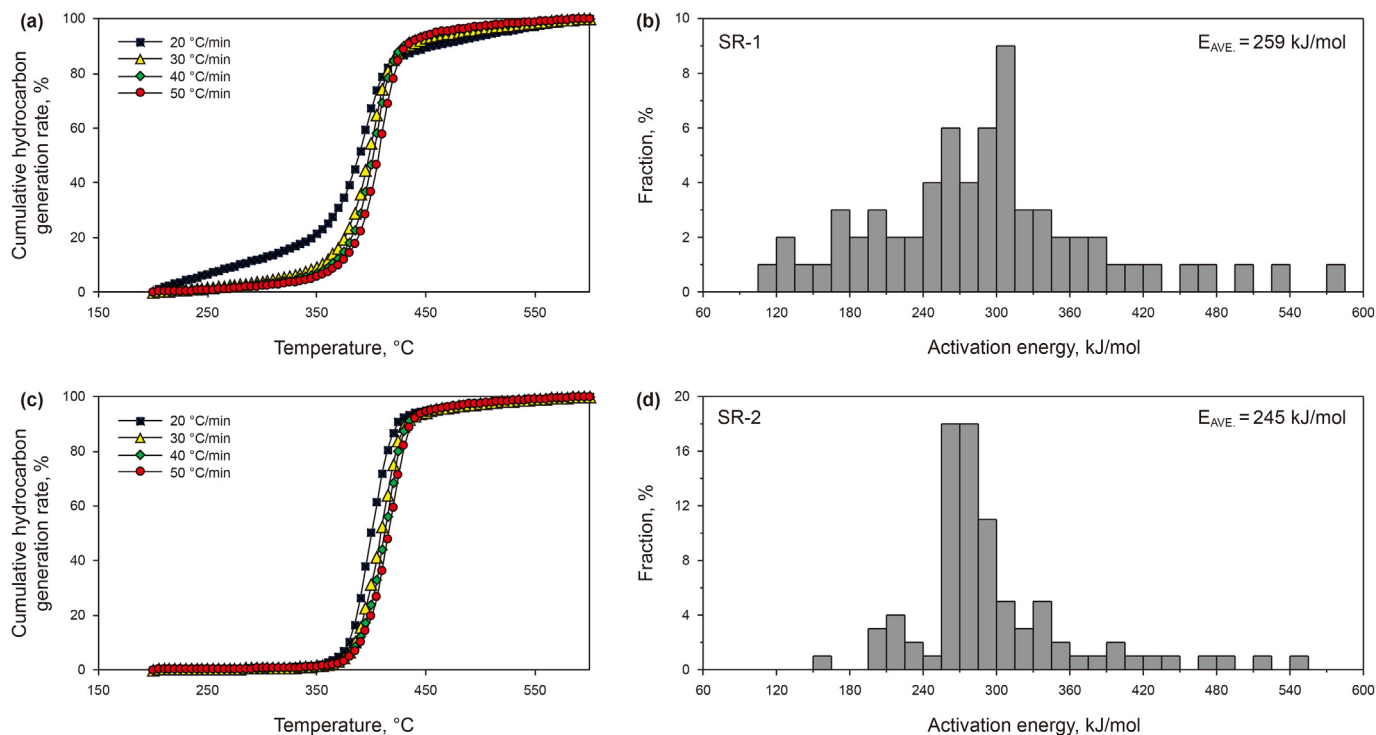 (a)
20 °C/min
30 °C/min
40 °C/min
50 °C/min
Cumulative hydrocarbon
generation rate, %
100
80
60
40
20
0
150
250
350
450
550
Temperature, °C
(b)
SR-1
E AVE. = 259 kJ/mol
Fraction, %
10
8
6
4
2
0
60
120
180
240
300
360
420
480
540
600
Activation energy, kJ/mol
(c)
20 °C/min
30 °C/min
40 °C/min
50 °C/min
Cumulative hydrocarbon
generation rate, %
100
80
60
40
20
0
150
250
350
450
550
Temperature, °C
(d)
SR-2
E AVE. = 245 kJ/mol
Fraction, %
20
16
12
8
4
0
60
120
180
240
300
360
420
480
540
600
Activation energy, kJ/mol